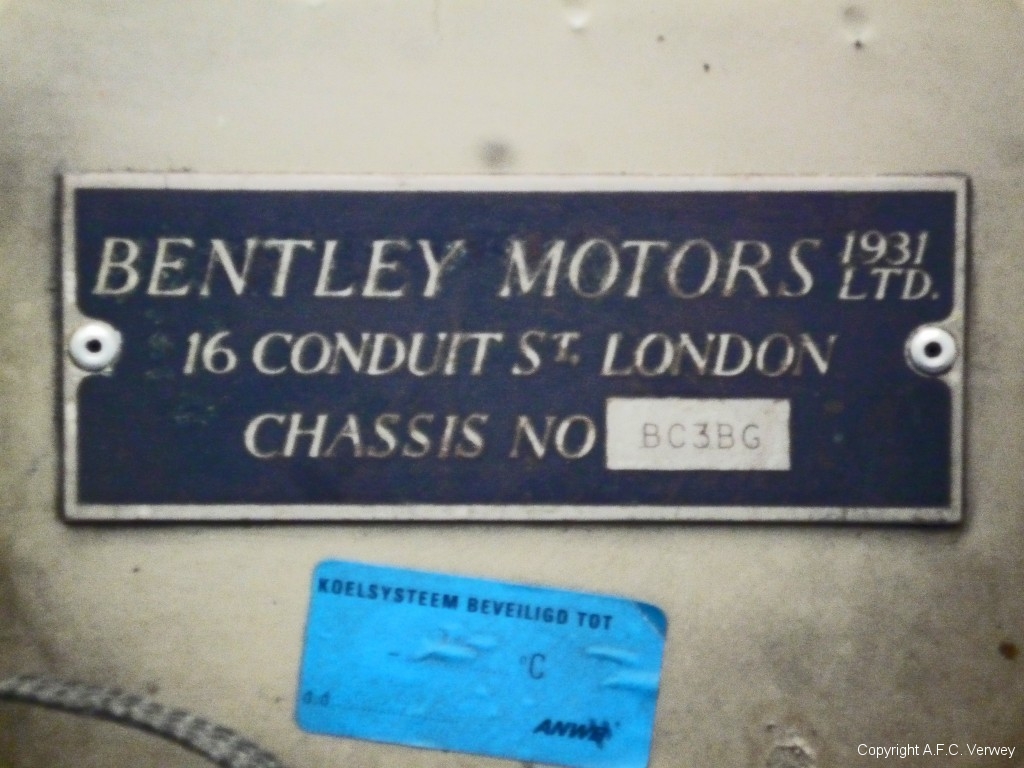 BENTLEY MOTORS 1931 LTD.
16 CONDUIT ST. LONDON
CHASSIS NO BC3BG
KOELSYSTEEM BEVEILIGD TOT
- °C
d.d.
ANWB
Copyright A.F.C. Verwey